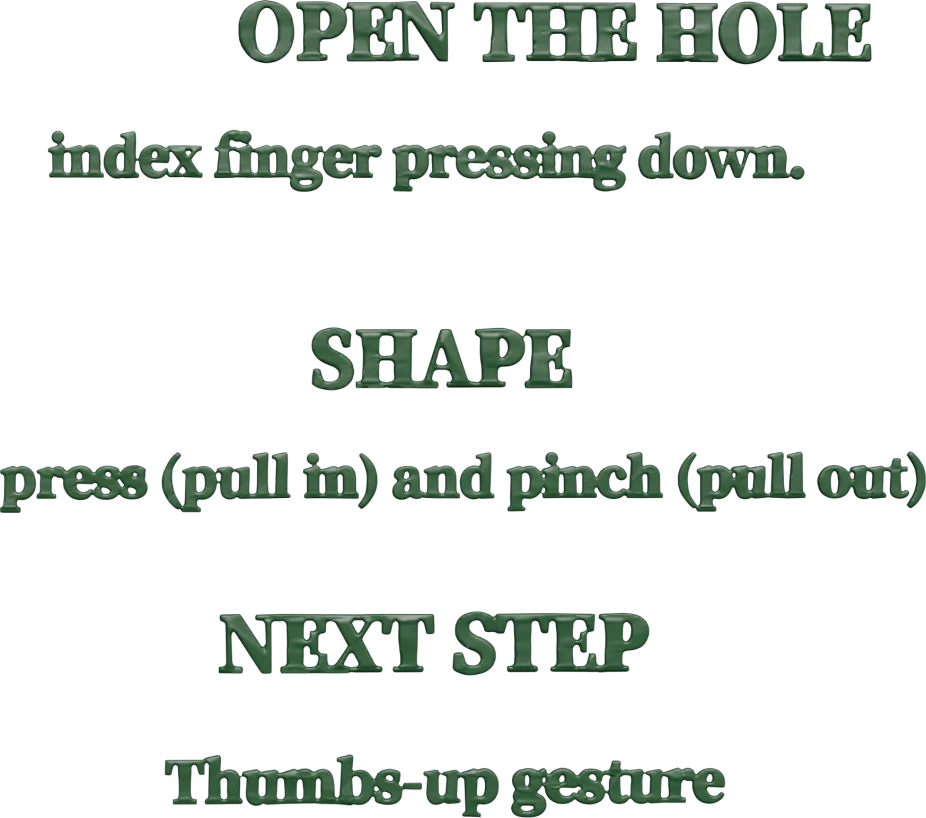 OPEN THE HOLE
index finger pressing down.
SHAPE
press (pull in) and pinch (pull out)
NEXT STEP
Thumbs-up gesture